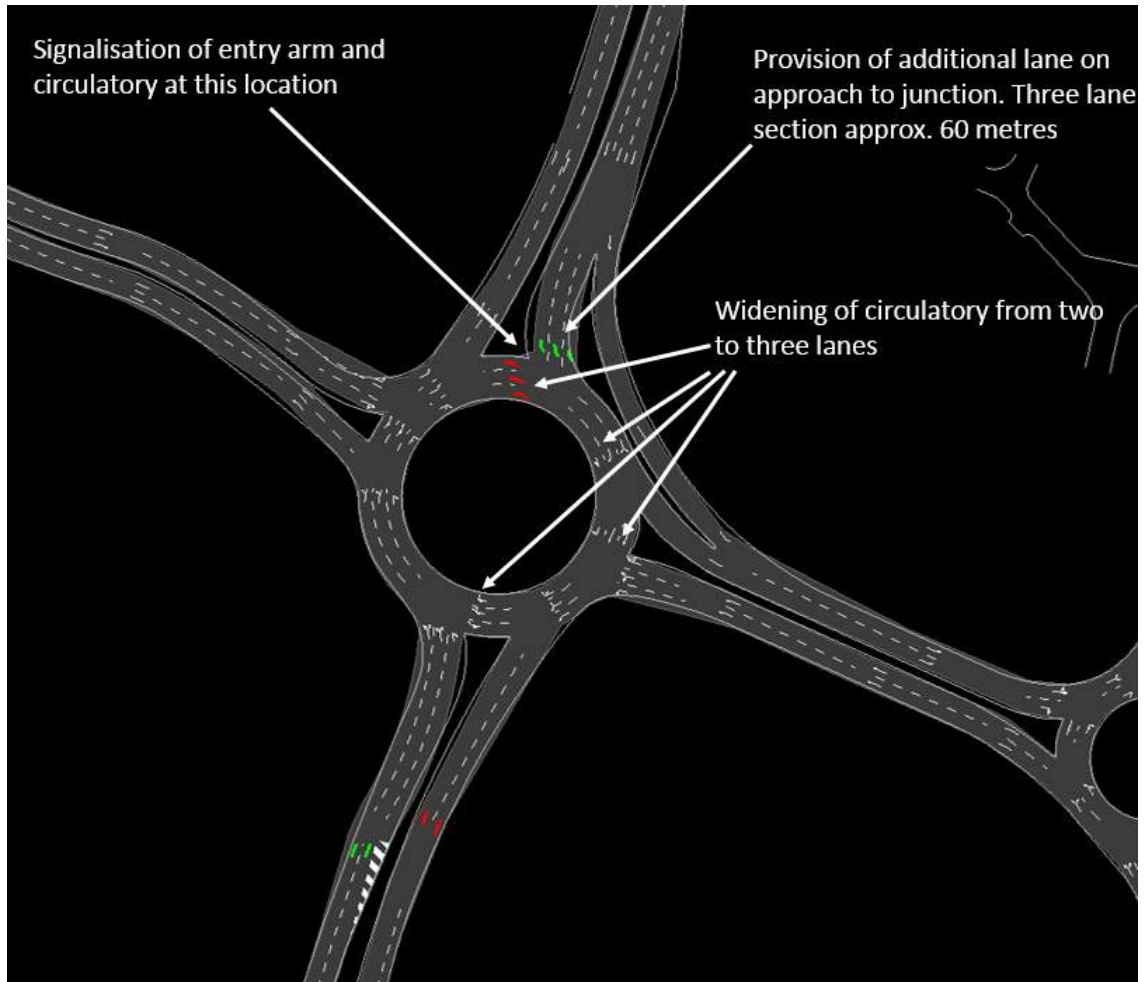 Signalisation of entry arm and
circulatory at this location
Provision of additional lane on
approach to junction. Three lane
section approx. 60 metres
Widening of circulatory from two
to three lanes